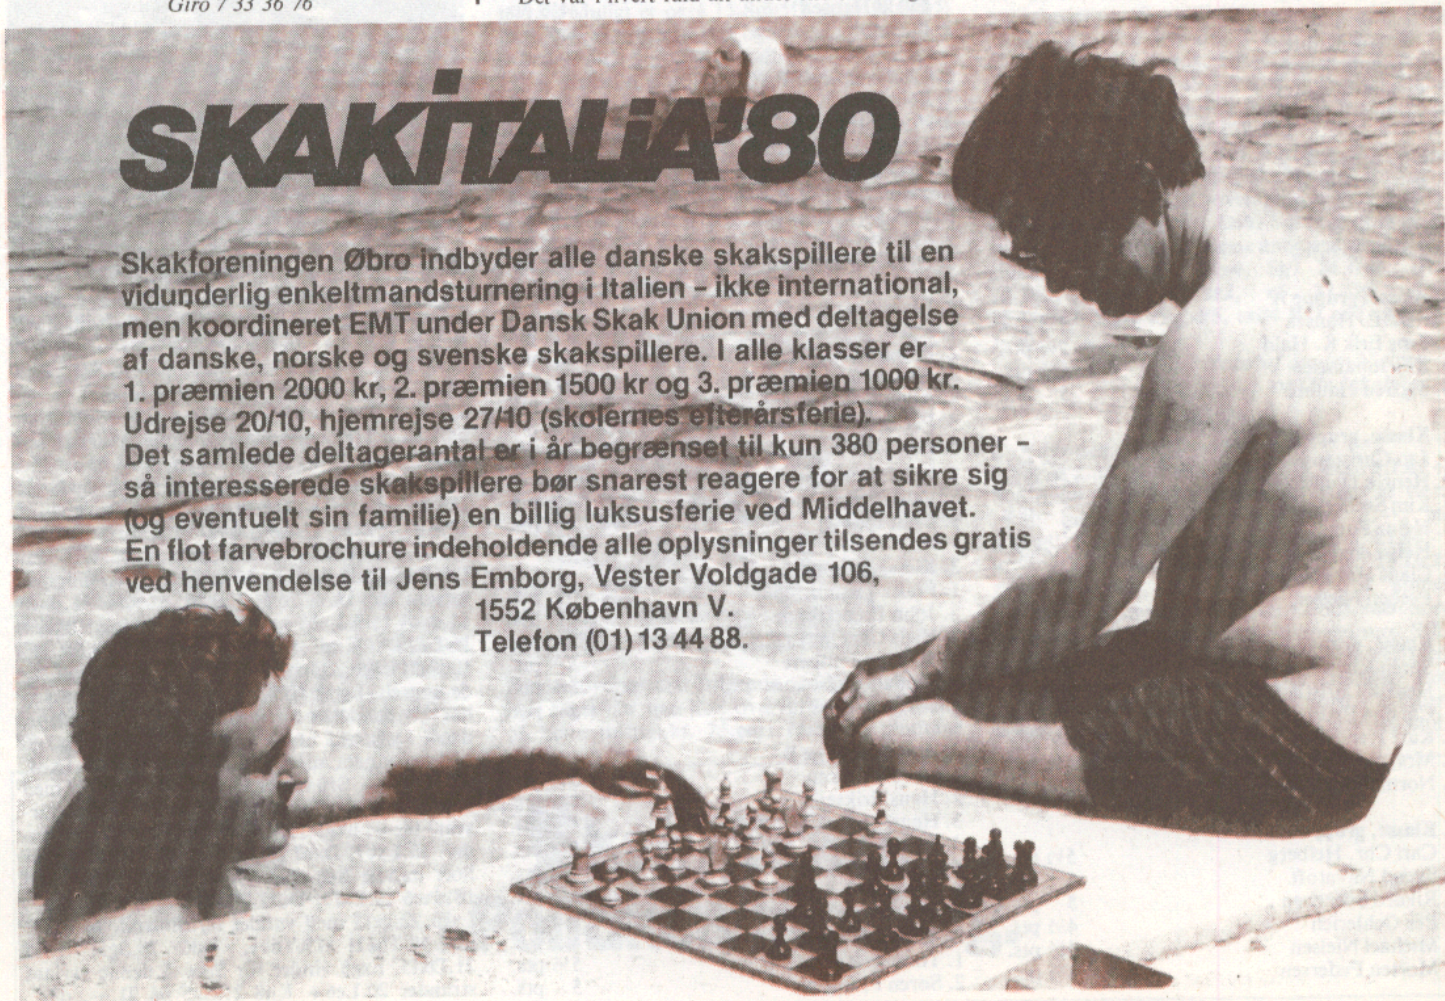 Giro 7 33 36 76
SKAKITALIA'80
Skakforeningen Øbro indbyder alle danske skakspillere til en
vidunderlig enkeltmandsturnering i Italien – ikke international,
men koordineret EMT under Dansk Skak Union med deltagelse
af danske, norske og svenske skakspillere. I alle klasser er
1. præmien 2000 kr, 2. præmien 1500 kr og 3. præmien 1000 kr.
Udrejse 20/10, hjemrejse 27/10 (skolernes efterårsferie).
Det samlede deltagerantal er i år begrænset til kun 380 personer –
så interesserede skakspillere bør snarest reagere for at sikre sig
(og eventuelt sin familie) en billig luksusferie ved Middelhavet.
En flot farvebrochure indeholdende alle oplysninger tilsendes gratis
ved henvendelse til Jens Emborg, Vester Voldgade 106,
1552 København V.
Telefon (01) 13 44 88.